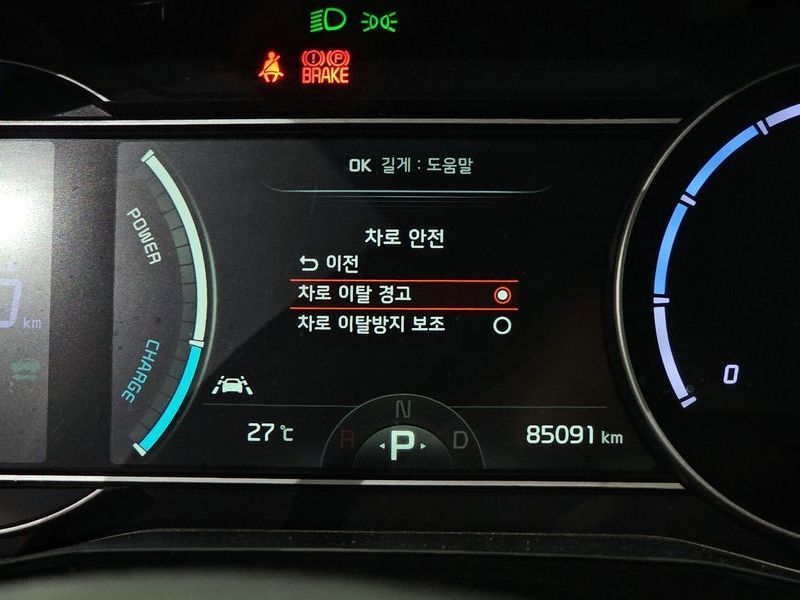 BRAKE
OK 길게 : 도움말
POWER
차로 안전
이전
차로 이탈 경고
차로 이탈방지 보조
km
CHARGE
0
N
27℃
R
P
D
85091 km